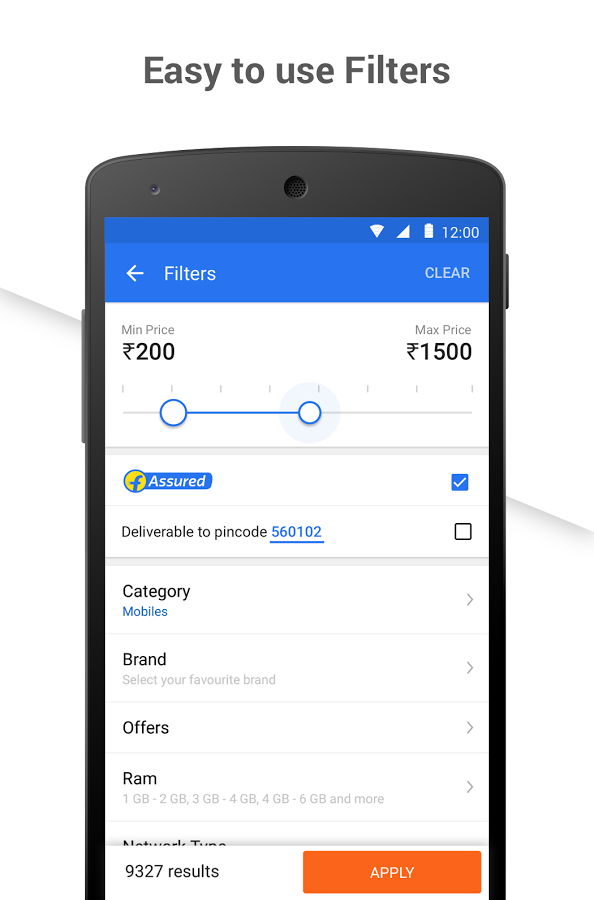 Easy to use Filters
12:00
Filters
CLEAR
Min Price
Max Price
₹200
₹1500
Assured
Deliverable to pincode 560102
Category
Mobiles
Brand
Select your favourite brand
Offers
Ram
1 GB - 2 GB, 3 GB - 4 GB, 4 GB - 6 GB and more
Network Type
9327 results
APPLY